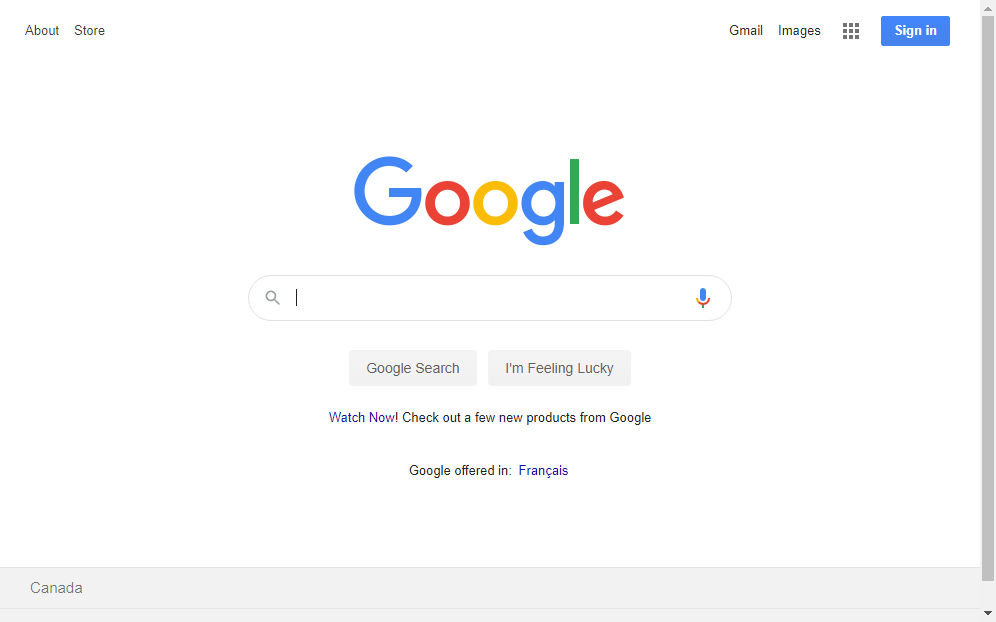 About Store Gmail Images Sign in
Google
Google Search I'm Feeling Lucky
Watch Now! Check out a few new products from Google
Google offered in: Français
Canada